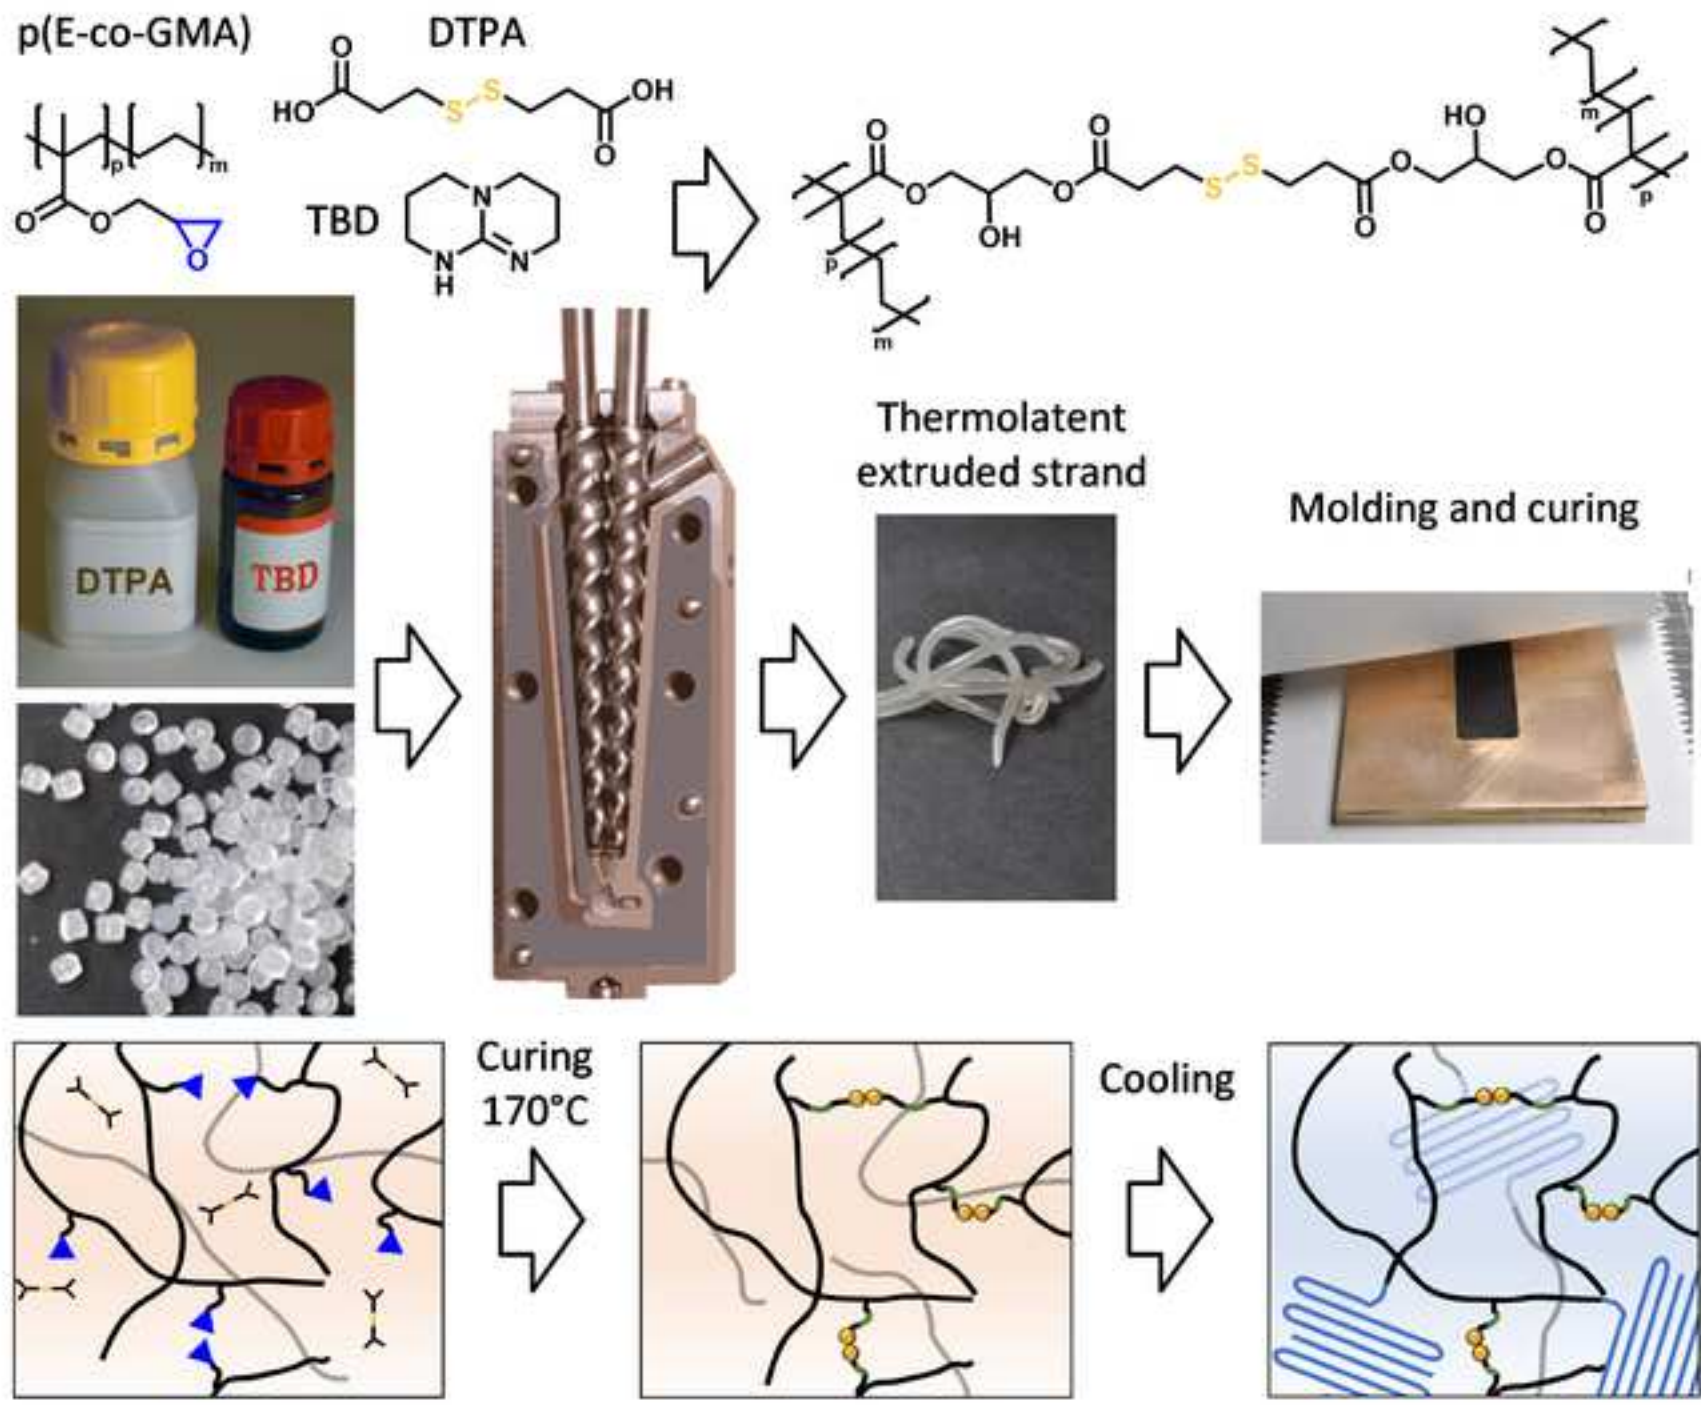 p(E-co-GMA)
DTPA
O
HO
S
S
OH
O
p
m
O
O
O
TBD
N
N
H
N
O
O
OH
O
O
S
S
O
O
HO
O
O
p
m
m
p
DTPA
TBD
Thermolatent
extruded strand
Molding and curing
Curing
170°C
Cooling